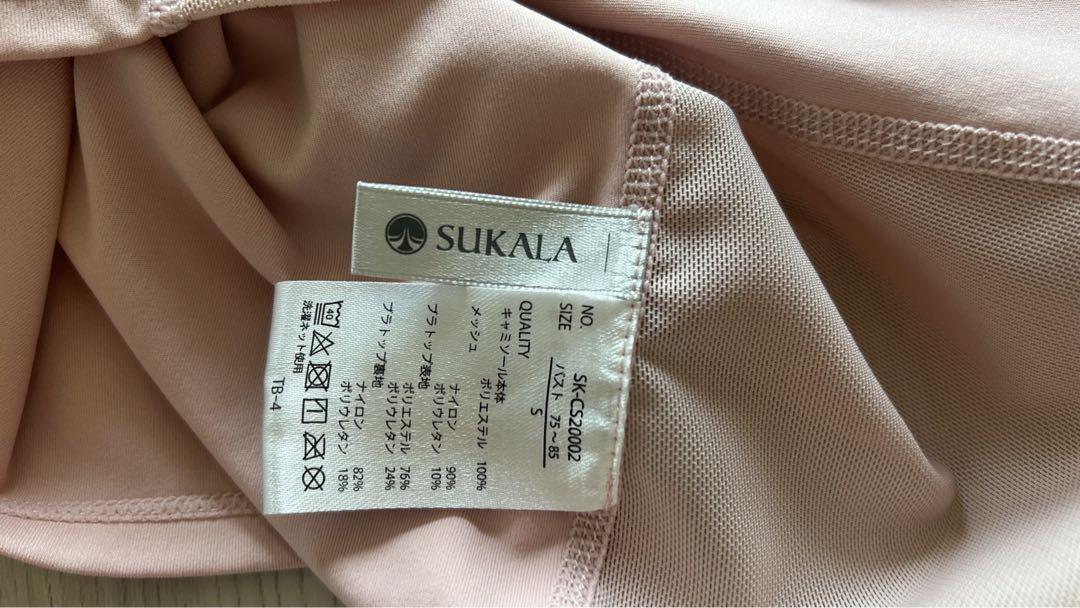 SUKALA
NO. SK-CS20002
SIZE バスト 75～85
S
QUALITY
キャミソール本体
メッシュ ポリエステル 100%
ナイロン 90%
ブラトップ表地 ポリウレタン 10%
ポリエステル 76%
ブラトップ裏地 ポリウレタン 24%
ナイロン 82%
ポリウレタン 18%
40
洗濯ネット使用
TB-4